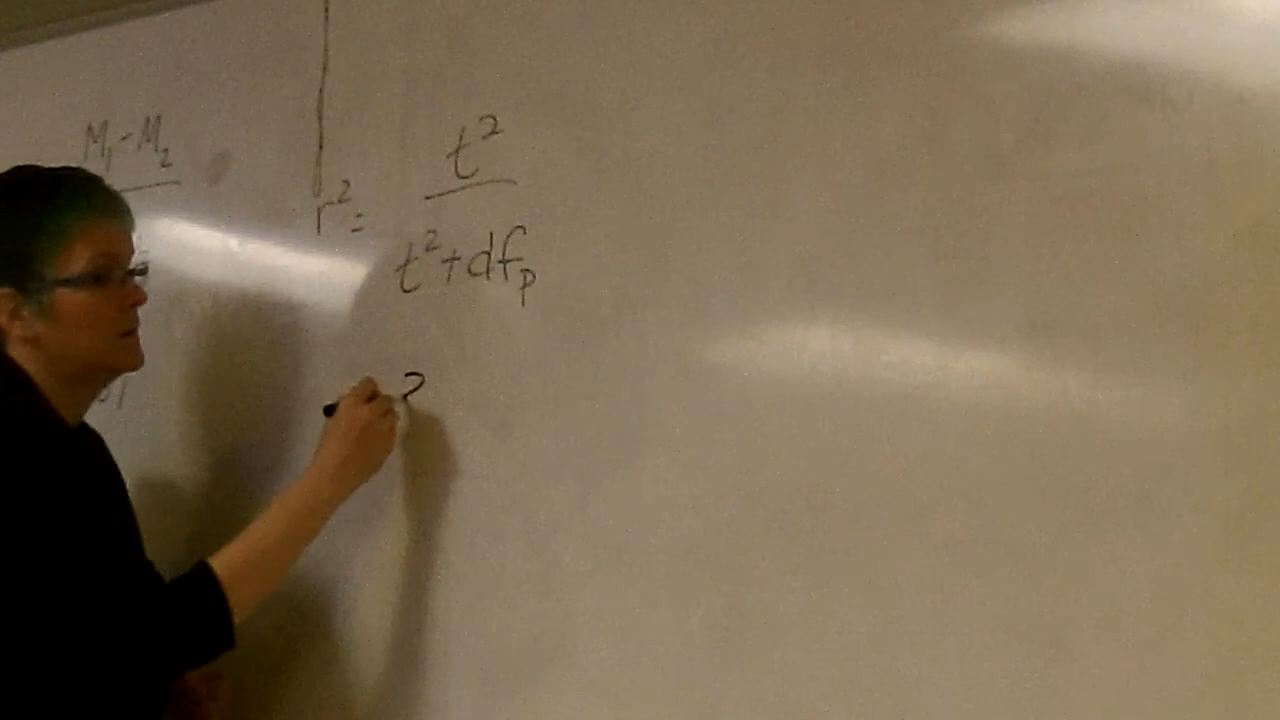 M₁-M₂
r² = t² / t²+df_p
2